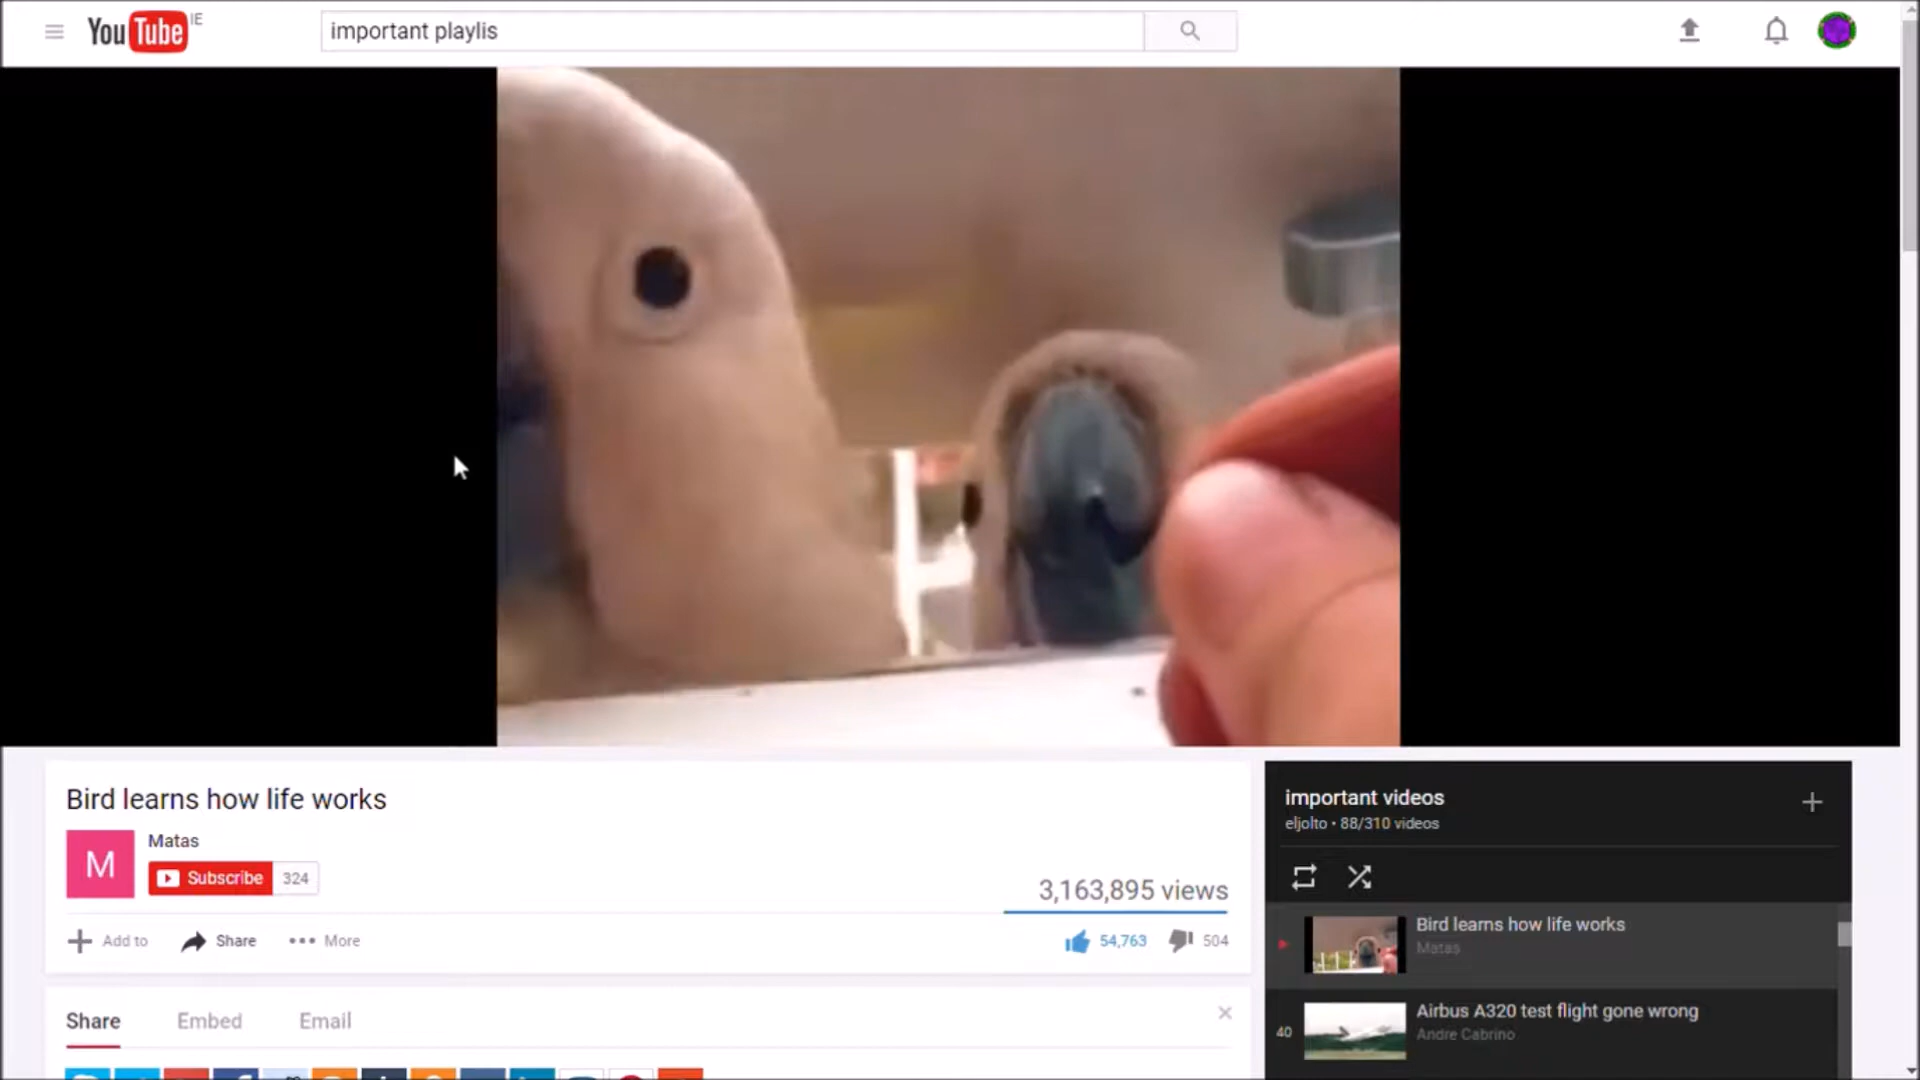 YouTube IE
important playlis
Bird learns how life works
M
Matas
Subscribe 324
3,163,895 views
Add to Share More
54,763 504
Share Embed Email
important videos
eljolto • 88/310 videos
Bird learns how life works
Matas
40
Airbus A320 test flight gone wrong
Andre Cabrino